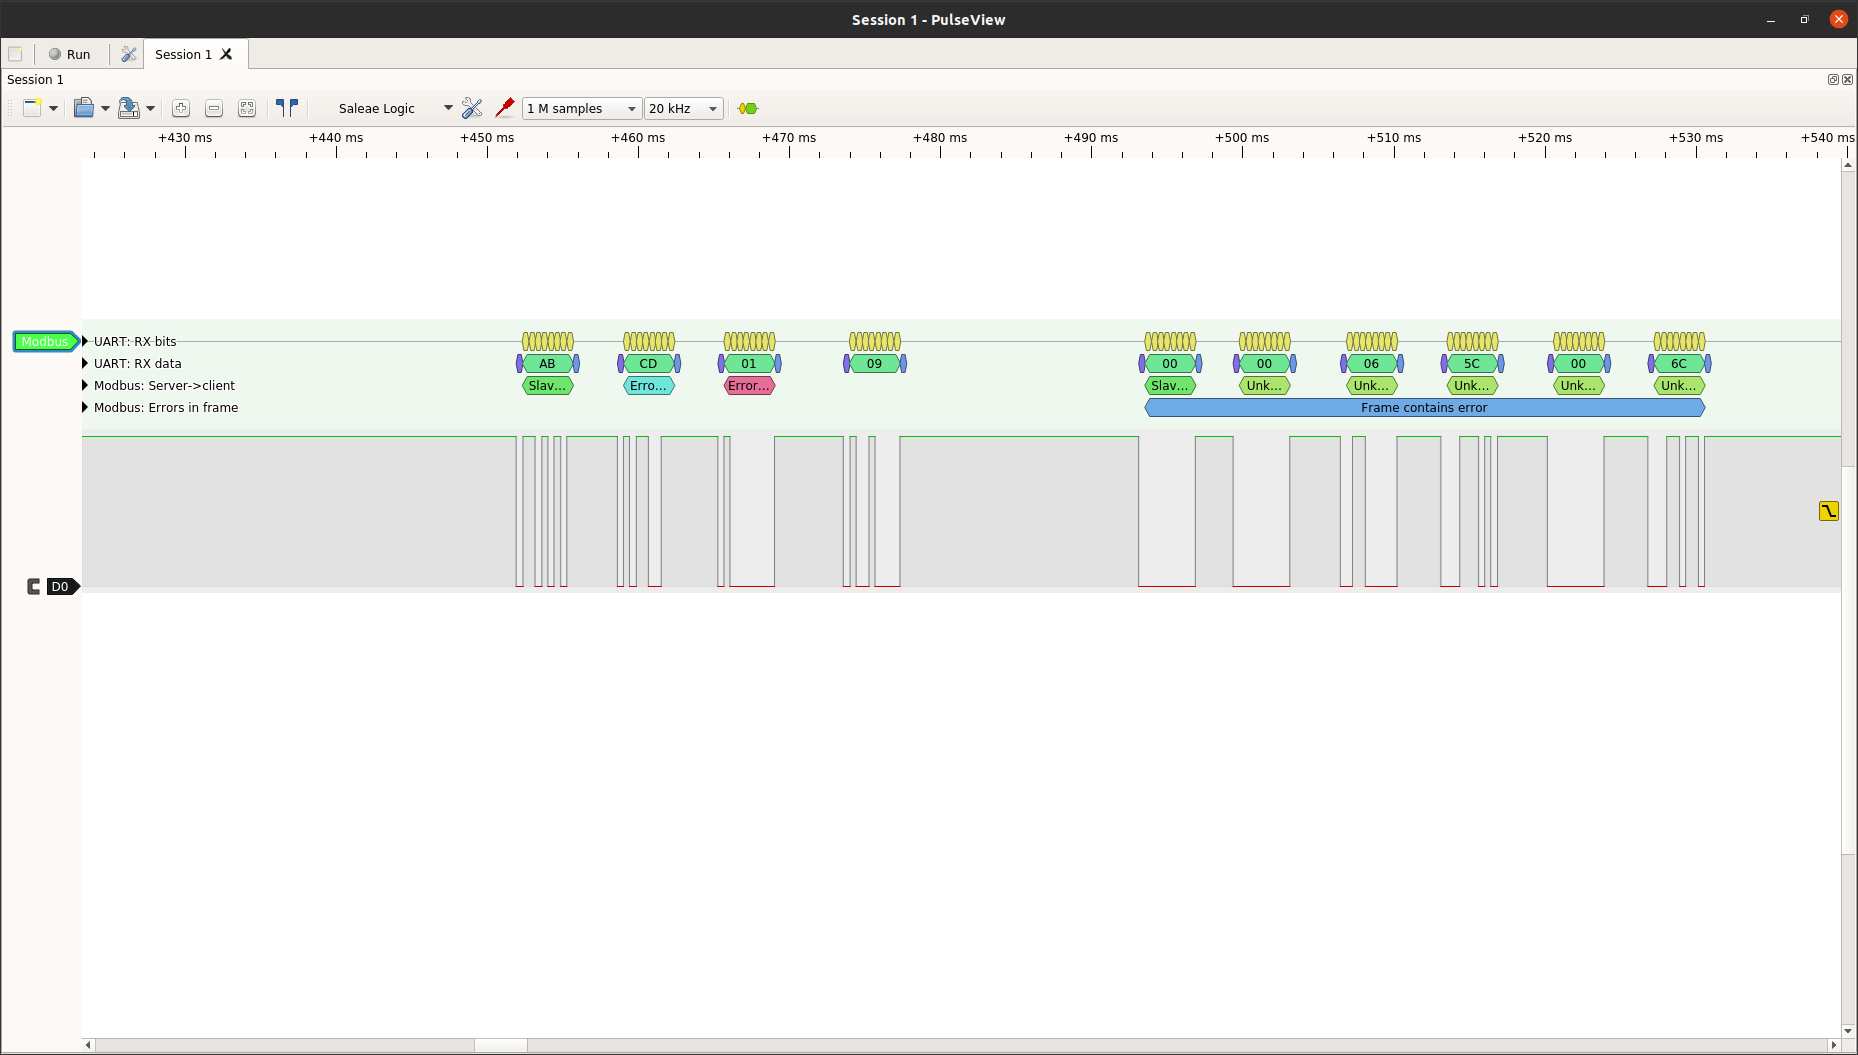 Session 1 - PulseView
Run
Session 1
Session 1
Saleae Logic 1 M samples 20 kHz
+430 ms +440 ms +450 ms +460 ms +470 ms +480 ms +490 ms +500 ms +510 ms +520 ms +530 ms +540 ms
Modbus UART: RX bits
UART: RX data AB CD 01 09 00 00 06 5C 00 6C
Modbus: Server->client Slav... Erro... Error... Slav... Unk... Unk... Unk... Unk... Unk...
Modbus: Errors in frame Frame contains error
D0